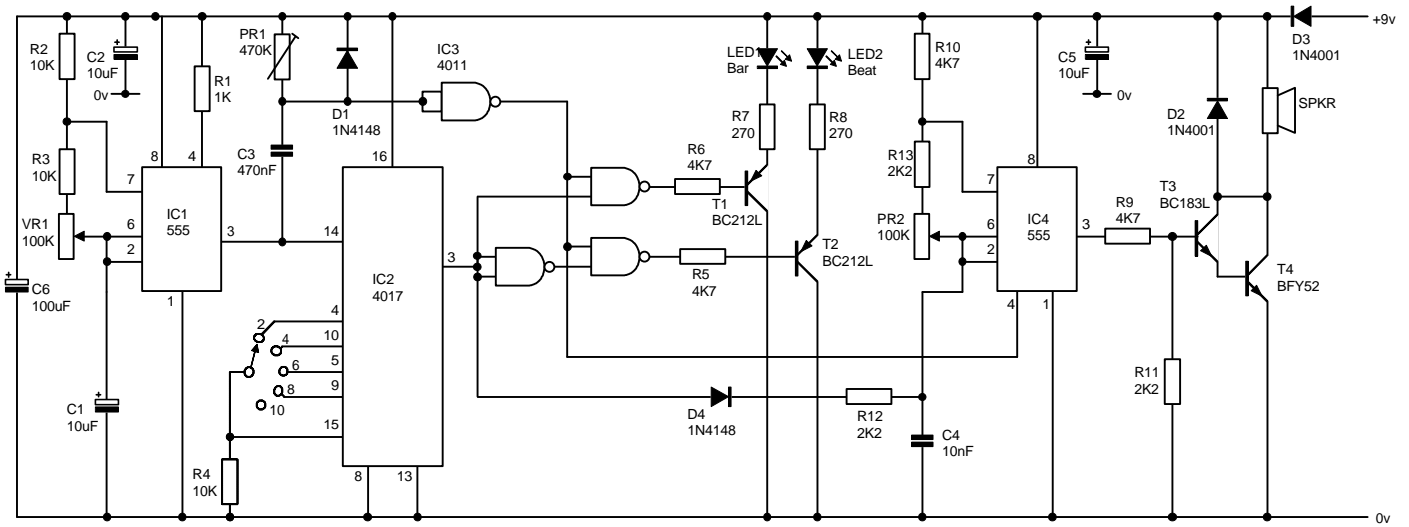 R2
10K
C2
10uF
0v
+
R1
1K
PR1
470K
D1
1N4148
IC3
4011
LED1
Bar
LED2
Beat
R10
4K7
C5
10uF
0v
+
D3
1N4001
+9v
D2
1N4001
SPKR
R7
270
R8
270
R3
10K
VR1
100K
8
4
7
6
2
3
1
IC1
555
C3
470nF
16
14
3
4
10
5
9
15
8
13
IC2
4017
R6
4K7
T1
BC212L
R5
4K7
T2
BC212L
R13
2K2
PR2
100K
8
7
6
2
3
4
1
IC4
555
R9
4K7
T3
BC183L
T4
BFY52
+
C6
100uF
2
4
6
8
10
+
C1
10uF
R4
10K
D4
1N4148
R12
2K2
C4
10nF
R11
2K2
0v